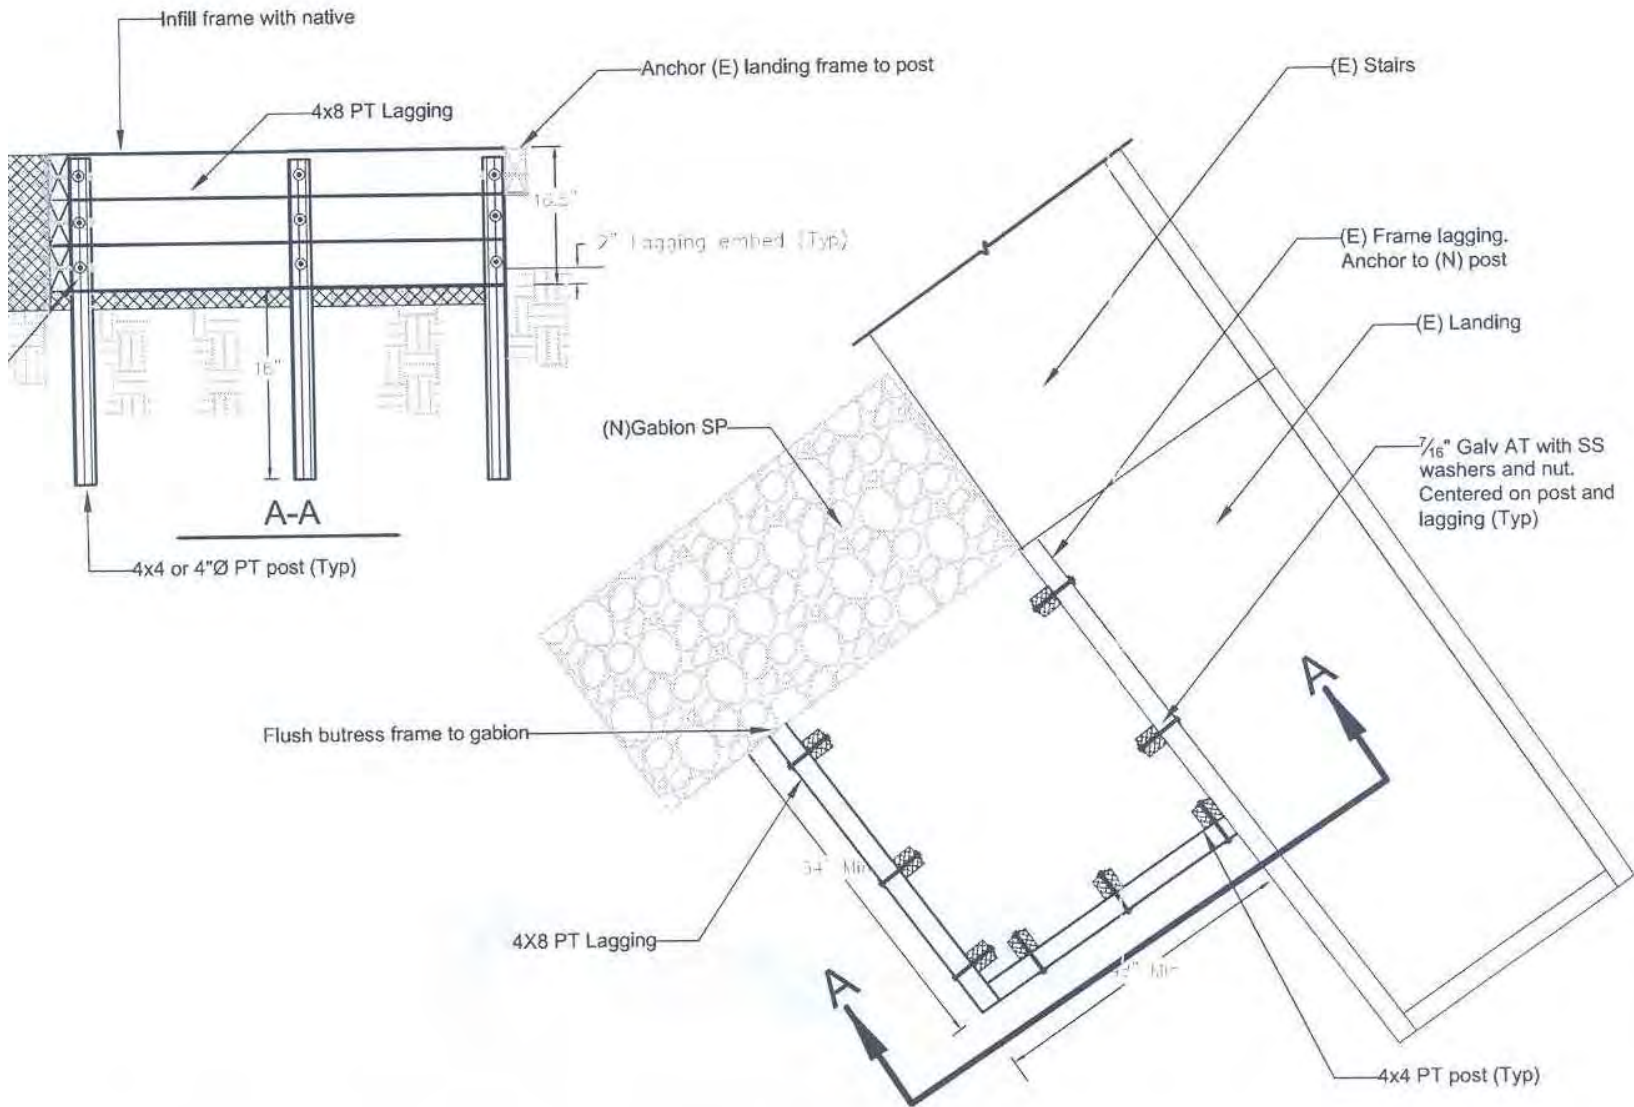 Infill frame with native
Anchor (E) landing frame to post
4x8 PT Lagging
2" Lagging embed (Typ)
16"
A-A
4x4 or 4"Ø PT post (Typ)
(E) Stairs
(E) Frame lagging.
Anchor to (N) post
(E) Landing
(N)Gabion SP
7/16" Galv AT with SS
washers and nut.
Centered on post and
lagging (Typ)
Flush butress frame to gabion
4X8 PT Lagging
Min
A
A
4x4 PT post (Typ)